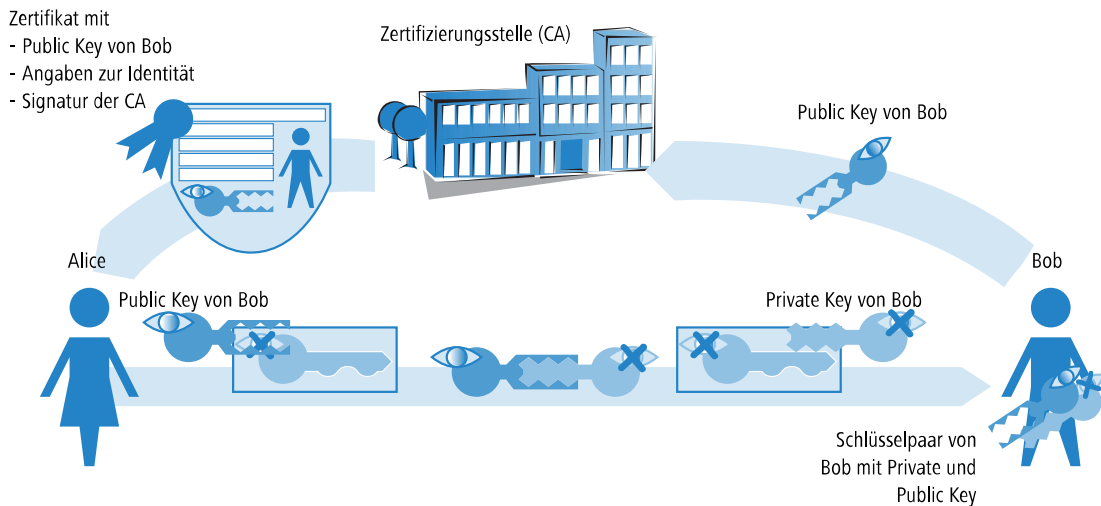 Zertifikat mit
- Public Key von Bob
- Angaben zur Identität
- Signatur der CA
Zertifizierungsstelle (CA)
Public Key von Bob
Alice
Bob
Public Key von Bob
Private Key von Bob
Schlüsselpaar von
Bob mit Private und
Public Key